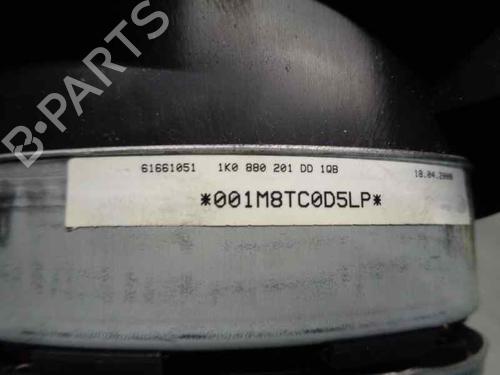 61661051 1K0 880 201 DD 1QB 18.04.2008
*001M8TC0D5LP*
B-PARTS